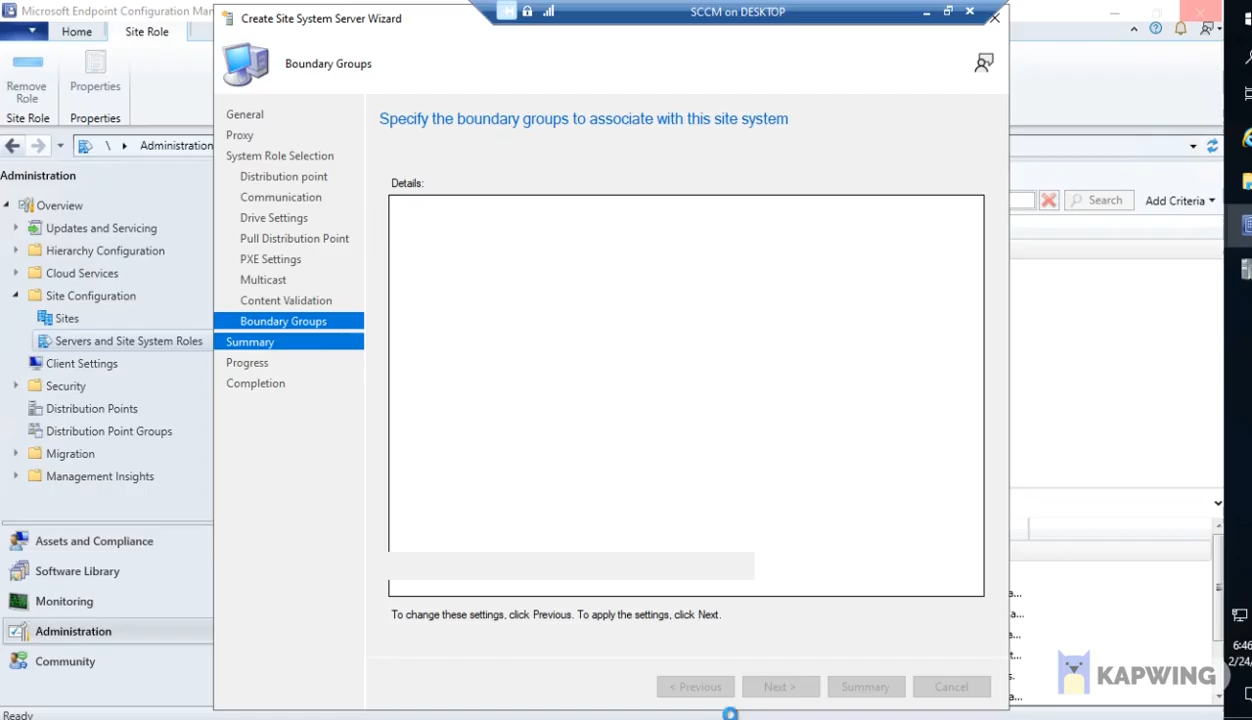 Microsoft Endpoint Configuration Man
Create Site System Server Wizard
SCCM on DESKTOP
Home
Site Role
Boundary Groups
Remove
Role
Properties
Site Role
Properties
\ Administration
General
Proxy
System Role Selection
Distribution point
Communication
Drive Settings
Pull Distribution Point
PXE Settings
Multicast
Content Validation
Boundary Groups
Summary
Progress
Completion
Specify the boundary groups to associate with this site system
Details:
To change these settings, click Previous. To apply the settings, click Next.
< Previous
Next >
Summary
Cancel
Administration
Overview
Updates and Servicing
Hierarchy Configuration
Cloud Services
Site Configuration
Sites
Servers and Site System Roles
Client Settings
Security
Distribution Points
Distribution Point Groups
Migration
Management Insights
Assets and Compliance
Software Library
Monitoring
Administration
Community
Ready
Search
Add Criteria
a...
a...
t...
s.
a...
6:46
2/24/
KAPWING